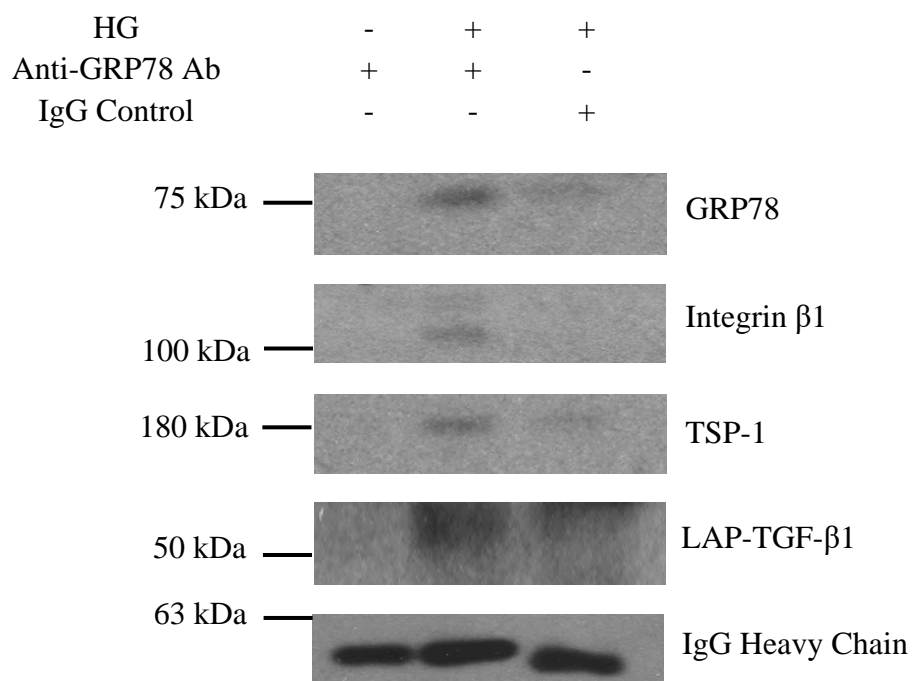 HG - + +
Anti-GRP78 Ab + + -
IgG Control - - +
75 kDa GRP78
Integrin β1
100 kDa
180 kDa TSP-1
LAP-TGF-β1
50 kDa
63 kDa
IgG Heavy Chain